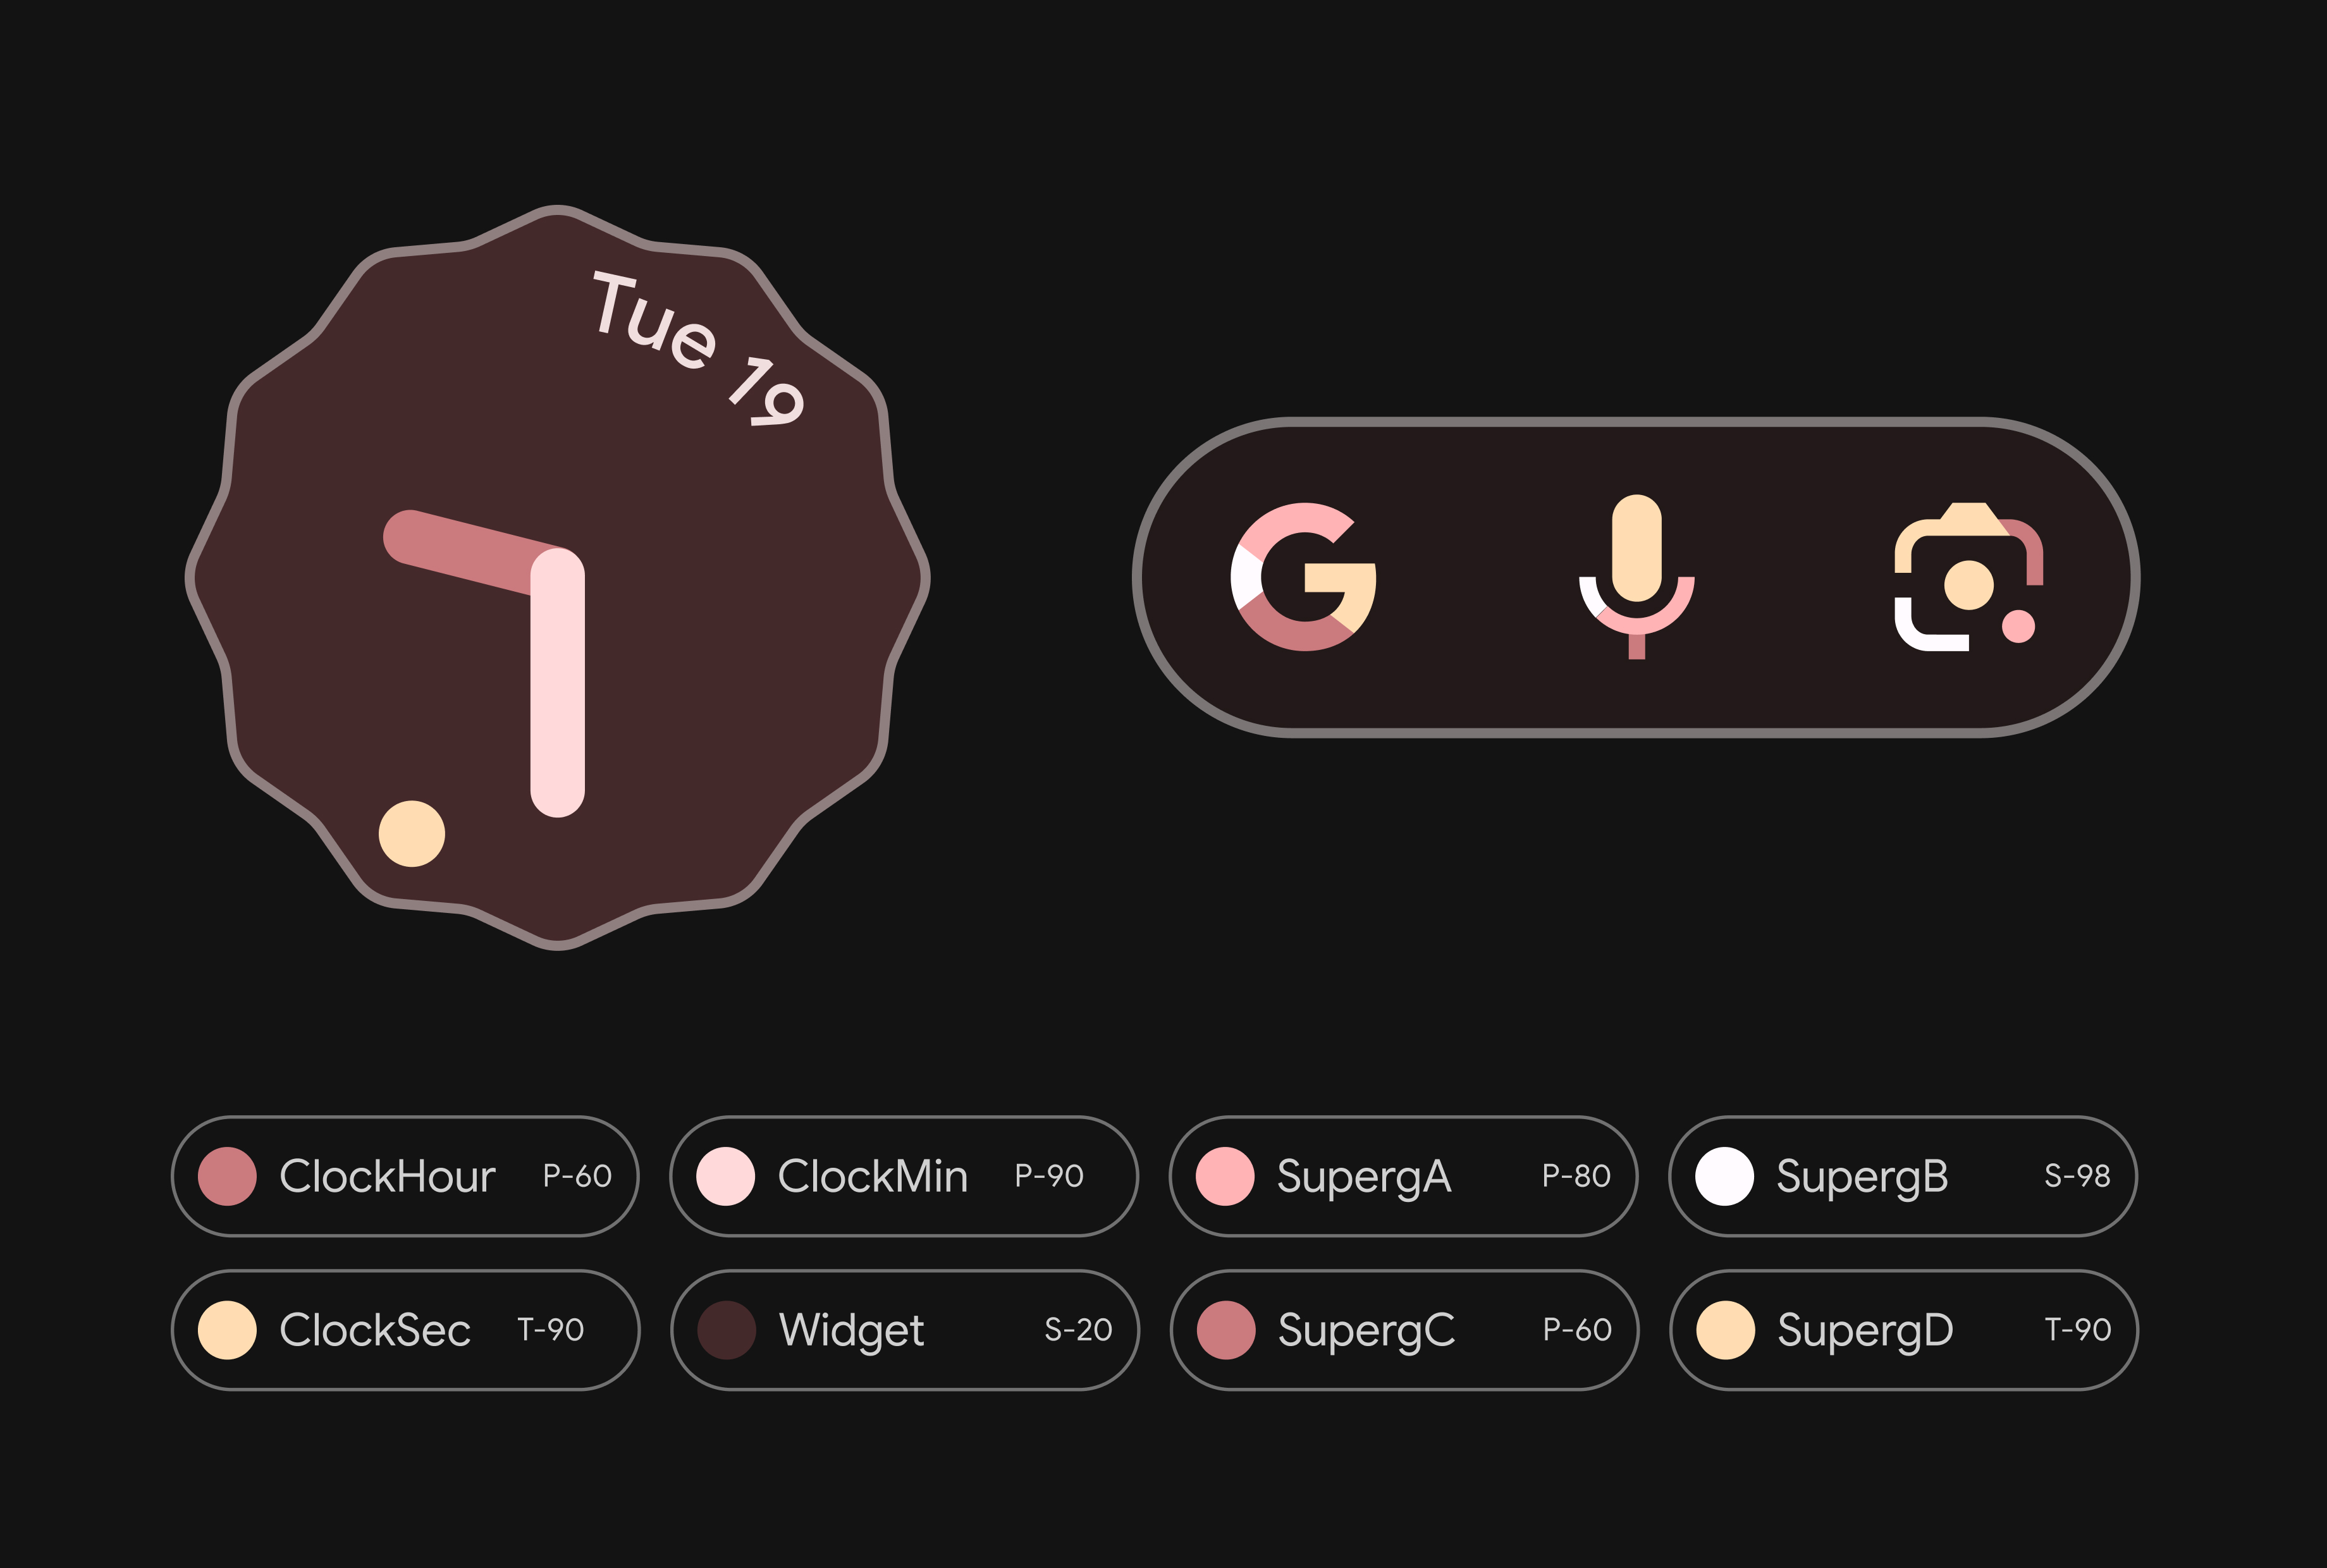 Tue 19
ClockHour P-60
ClockMin P-90
SupergA P-80
SupergB S-98
ClockSec T-90
Widget S-20
SupergC P-60
SupergD T-90